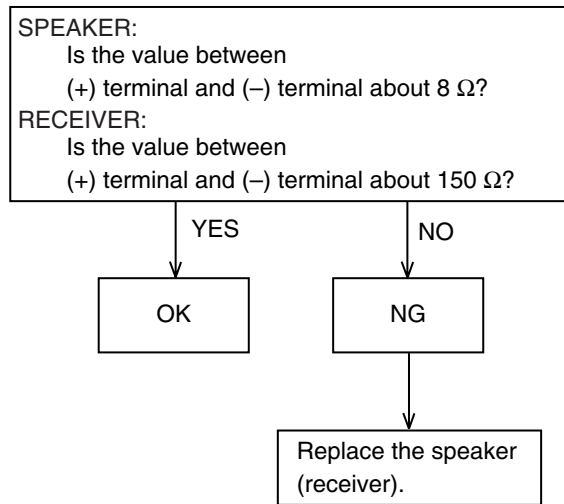 SPEAKER:
Is the value between
(+) terminal and (–) terminal about 8 Ω?
RECEIVER:
Is the value between
(+) terminal and (–) terminal about 150 Ω?
YES
NO
OK
NG
Replace the speaker
(receiver).